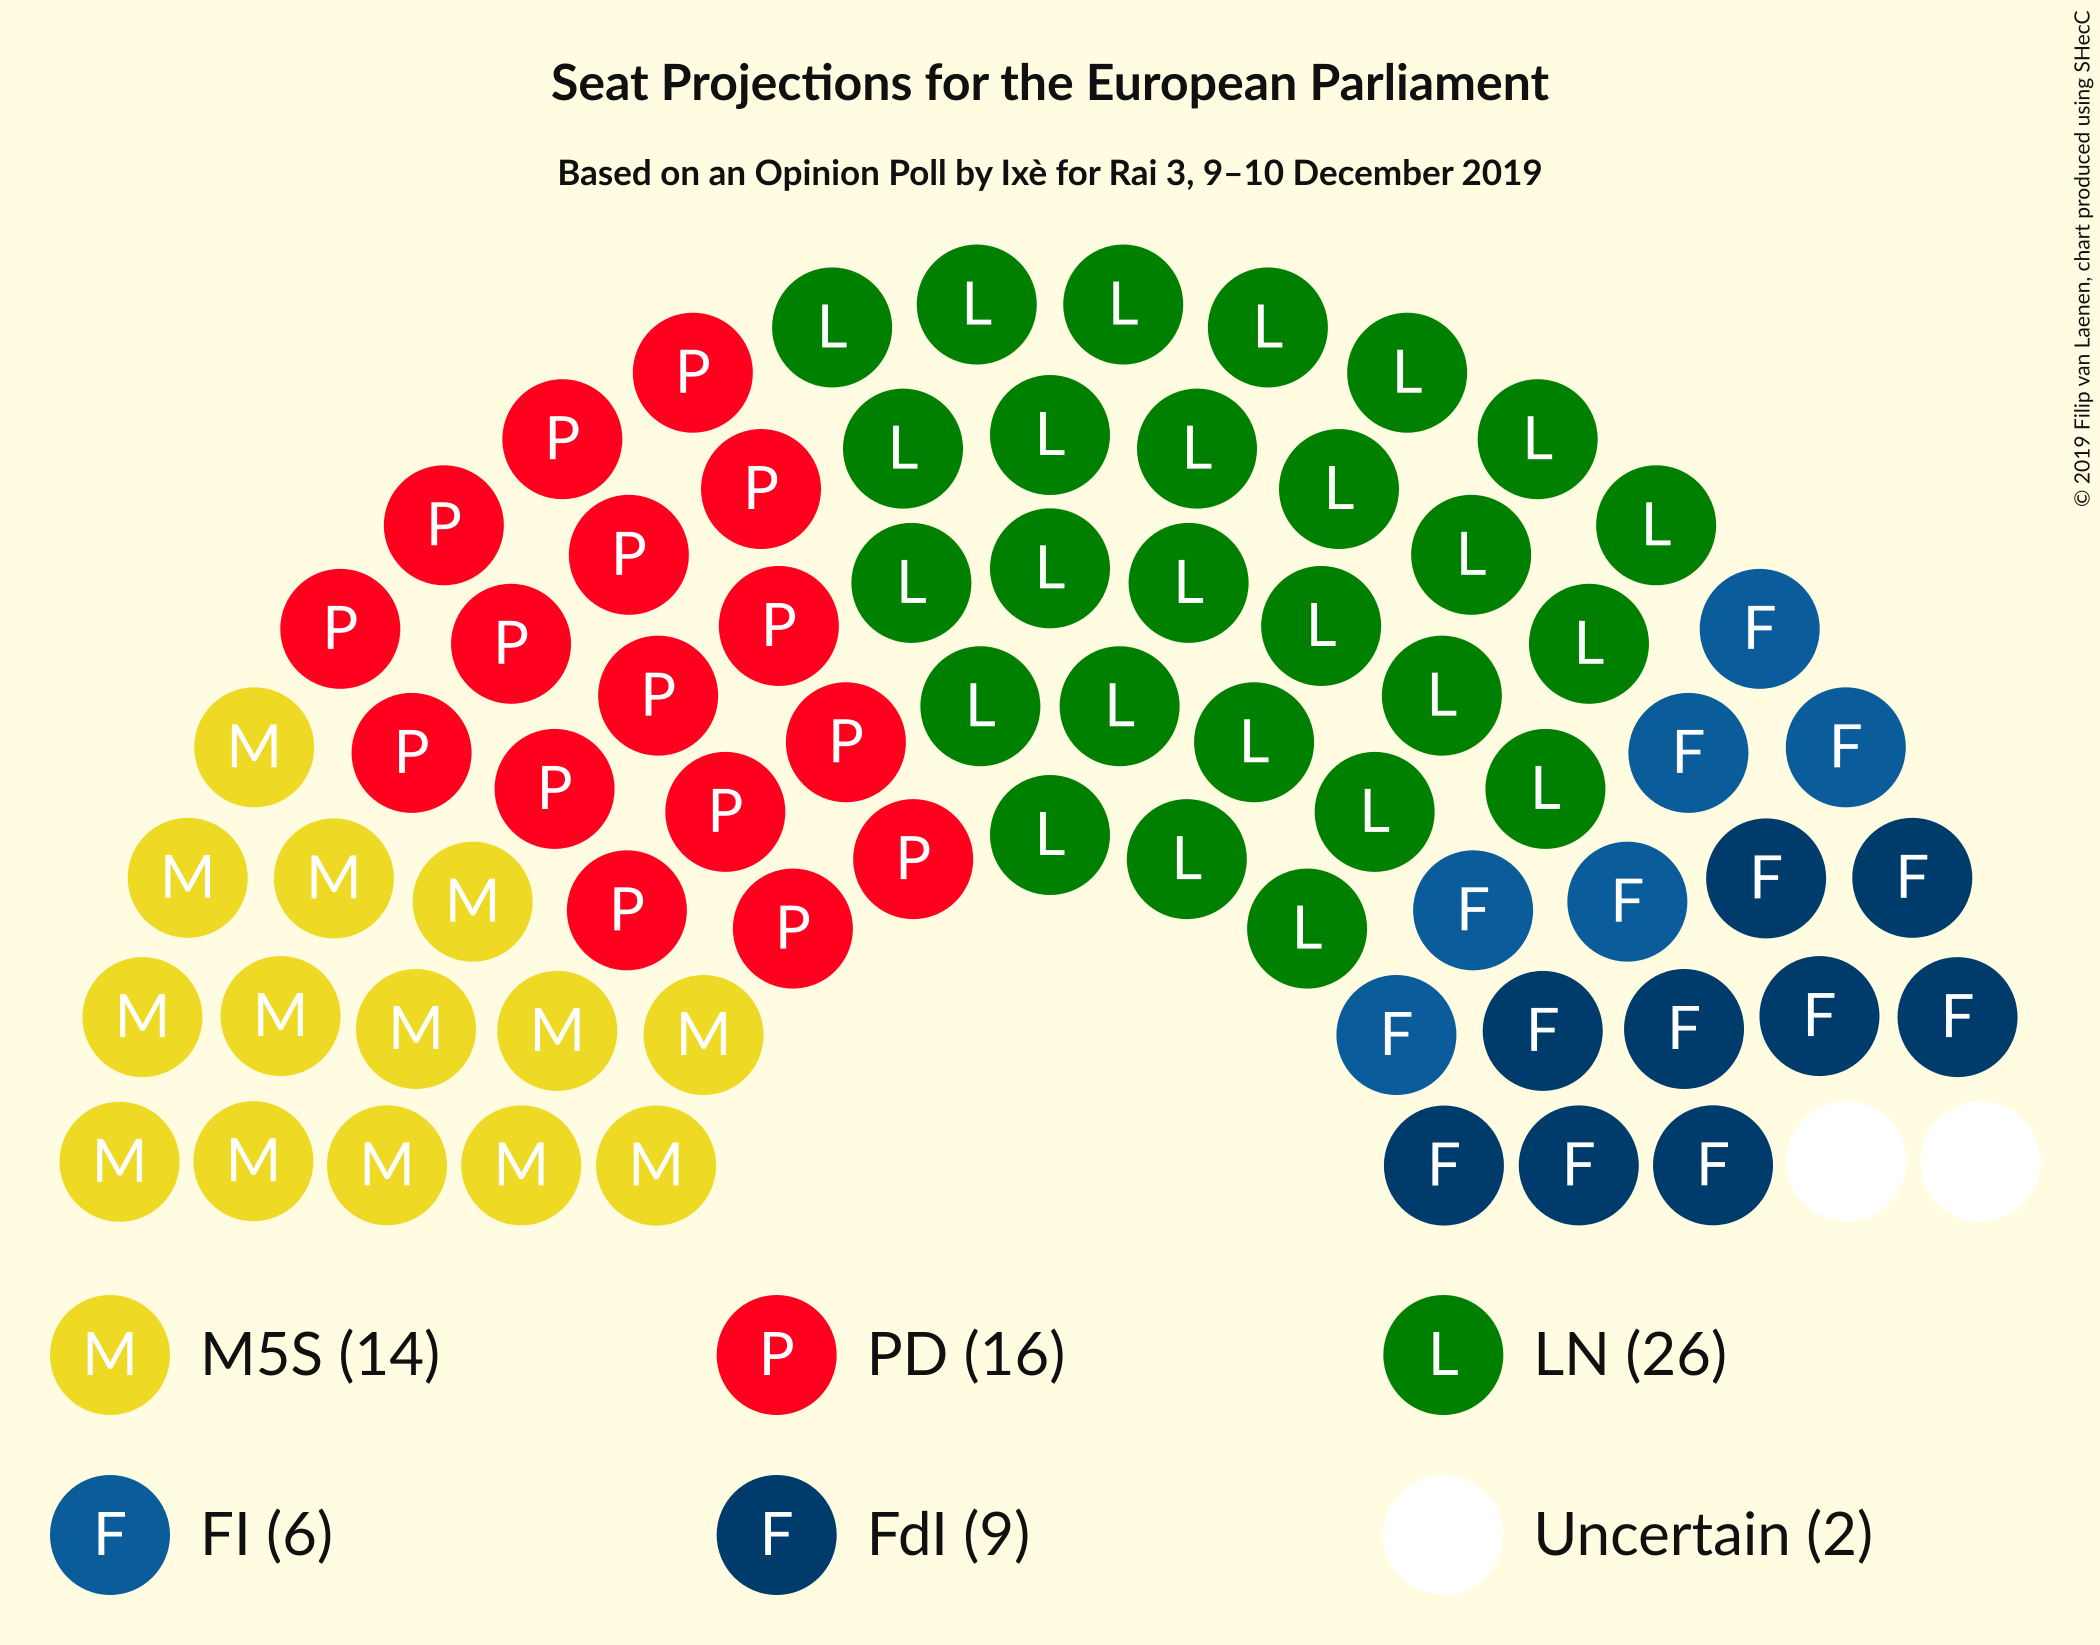 Seat Projections for the European Parliament
Based on an Opinion Poll by Ixè for Rai 3, 9–10 December 2019
© 2019 Filip van Laenen, chart produced using SHecC
L L L L
P L
P L
L L L
P L
P L
P L
L L L
P L
P L
P F
P L
P L
L L
P L
M F
P F
P L
P L
L
P L
M M F F
M F
P F
P L
M M F F
M F
M F
M F
M M F
M M M F F F
M M5S (14)
P PD (16)
L LN (26)
F FI (6)
F FdI (9)
Uncertain (2)